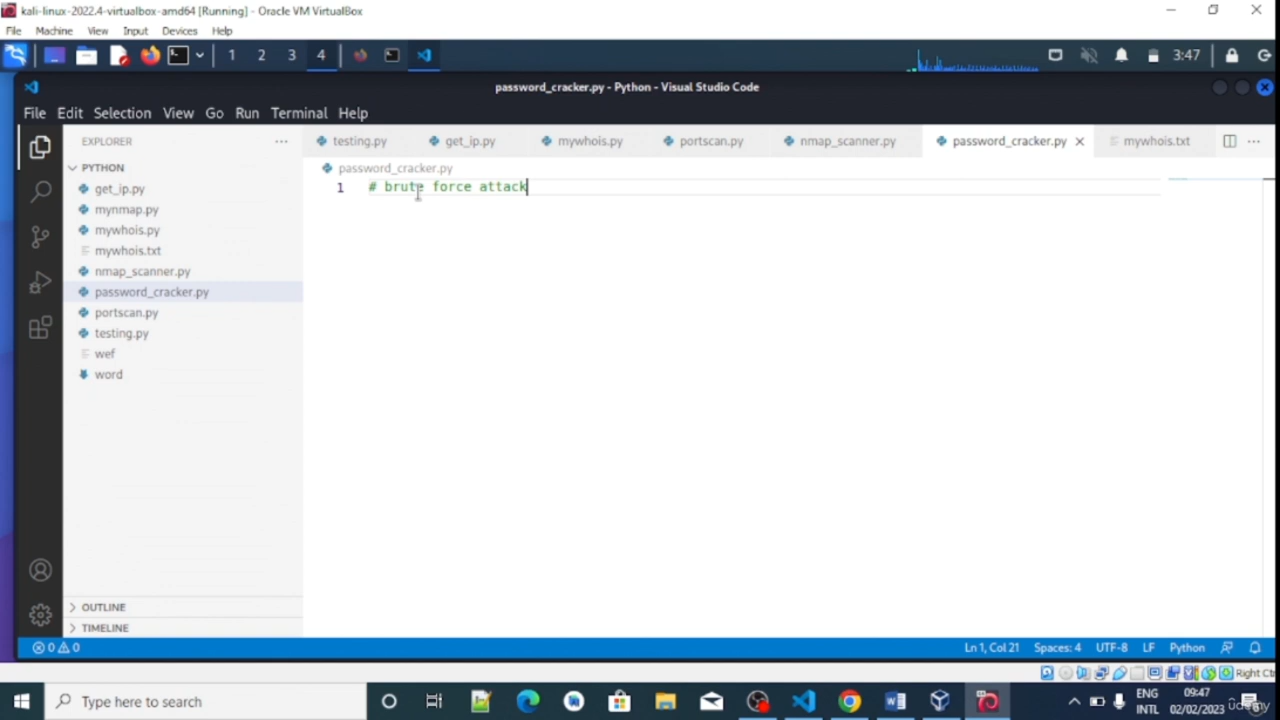 kali-linux-2022.4-virtualbox-amd64 [Running] - Oracle VM VirtualBox
File Machine View Input Devices Help
1 2 3 4 3:47
password_cracker.py - Python - Visual Studio Code
File Edit Selection View Go Run Terminal Help
EXPLORER ··· testing.py get_ip.py mywhois.py portscan.py nmap_scanner.py password_cracker.py mywhois.txt ···
PYTHON
password_cracker.py
1 # brute force attack
get_ip.py
mynmap.py
mywhois.py
mywhois.txt
nmap_scanner.py
password_cracker.py
portscan.py
testing.py
wef
word
OUTLINE
TIMELINE
0 0 Ln 1, Col 21 Spaces: 4 UTF-8 LF Python
Right Ct
Type here to search
ENG
INTL
09:47
02/02/2023
udemy